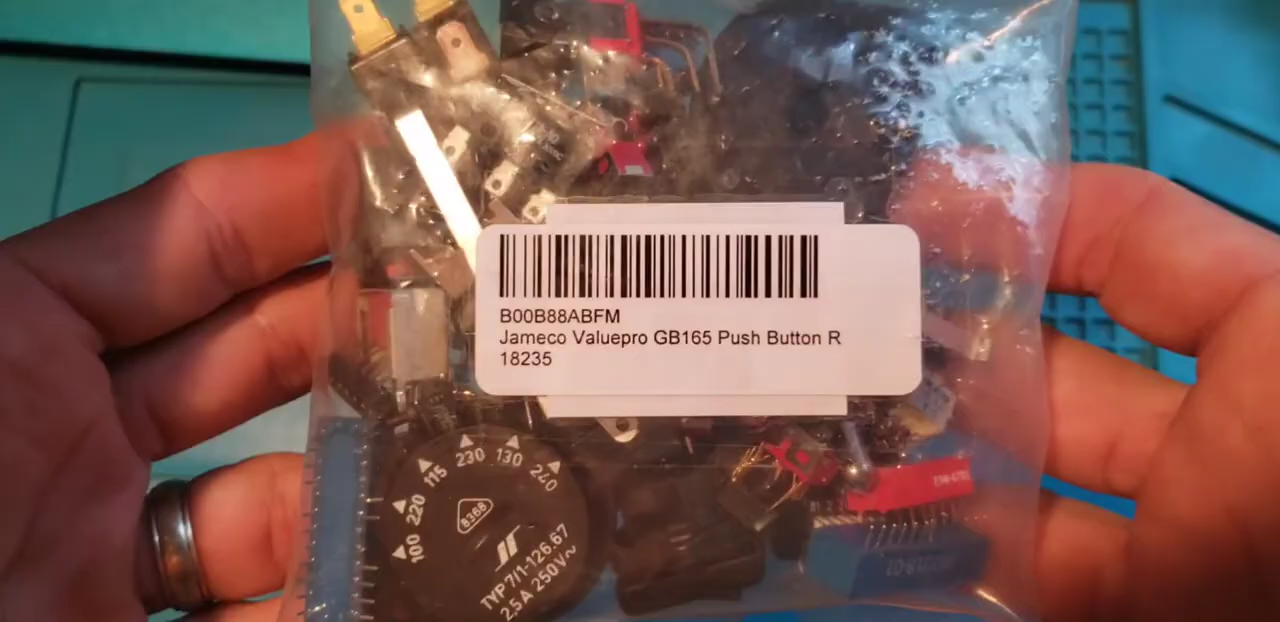 B00B88ABFM
Jameco Valuepro GB165 Push Button R
18235
100
220
115
230
130
240
8368
TYP 7/1-126.67
2,5A 250V~